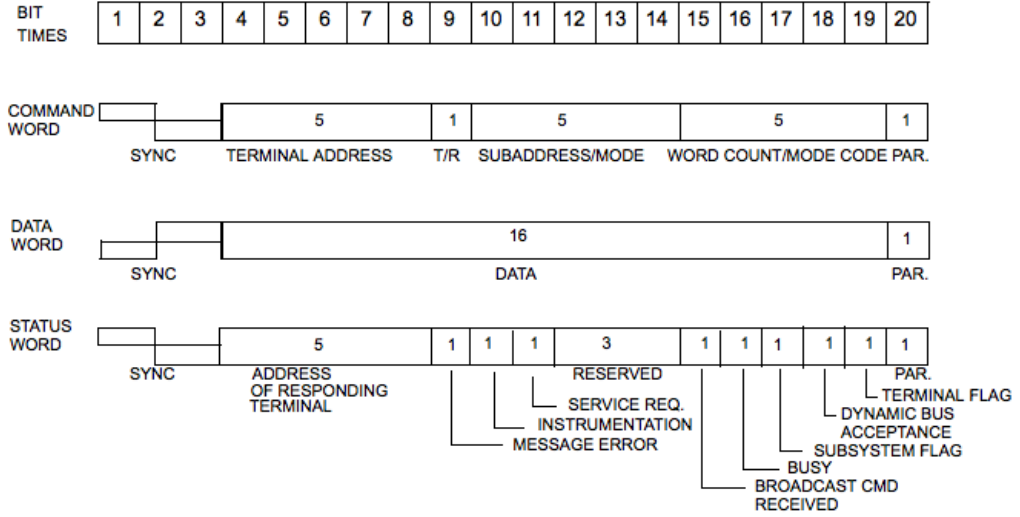 BIT
TIMES
1 2 3 4 5 6 7 8 9 10 11 12 13 14 15 16 17 18 19 20
COMMAND
WORD
5 1 5 5 1
SYNC TERMINAL ADDRESS T/R SUBADDRESS/MODE WORD COUNT/MODE CODE PAR.
DATA
WORD
16 1
SYNC DATA PAR.
STATUS
WORD
5 1 1 1 3 1 1 1 1 1 1
SYNC ADDRESS RESERVED PAR.
OF RESPONDING
TERMINAL
TERMINAL FLAG
SERVICE REQ.
DYNAMIC BUS
ACCEPTANCE
INSTRUMENTATION
MESSAGE ERROR
SUBSYSTEM FLAG
BUSY
BROADCAST CMD
RECEIVED